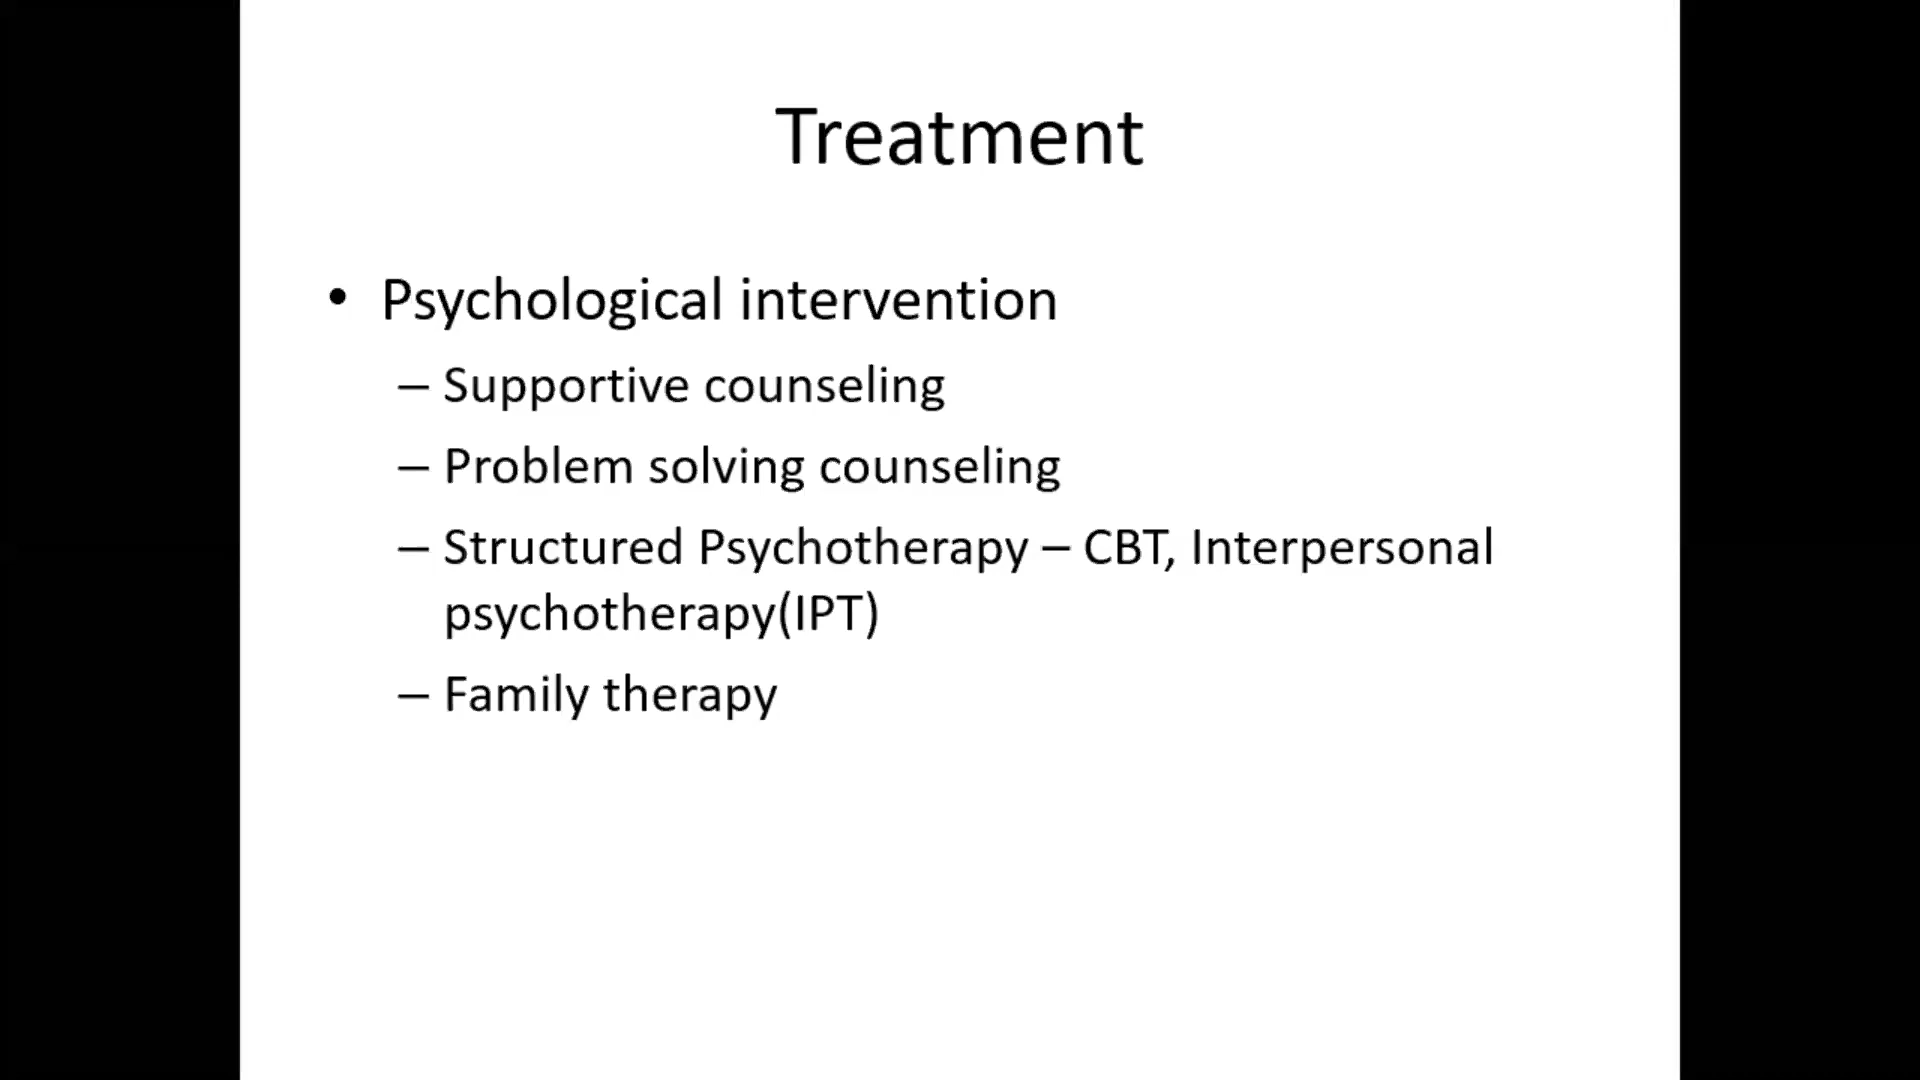 Treatment
• Psychological intervention
– Supportive counseling
– Problem solving counseling
– Structured Psychotherapy – CBT, Interpersonal
psychotherapy(IPT)
– Family therapy